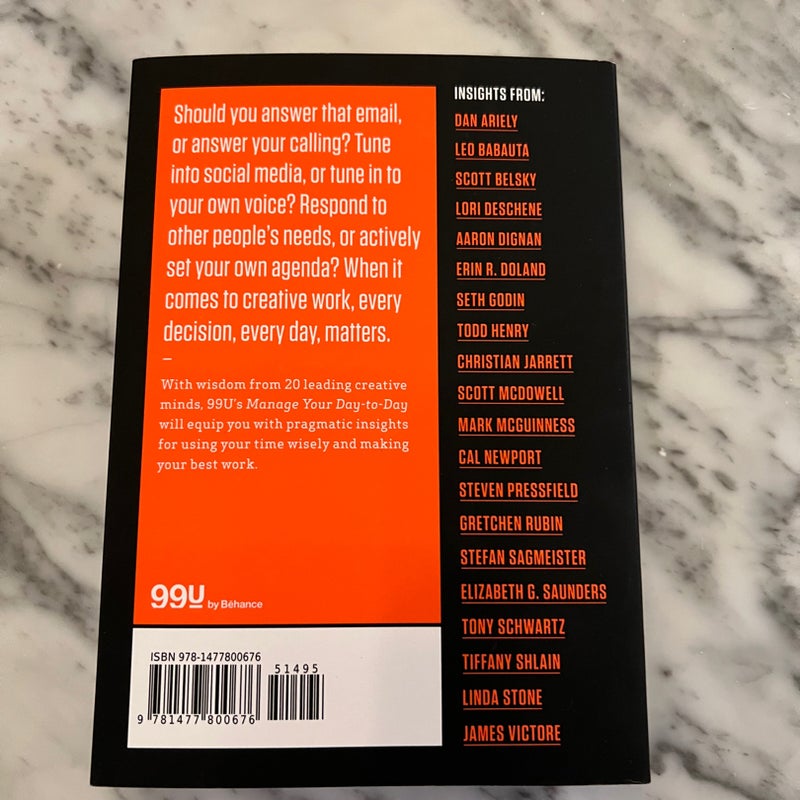 Should you answer that email,
or answer your calling? Tune
into social media, or tune in to
your own voice? Respond to
other people's needs, or actively
set your own agenda? When it
comes to creative work, every
decision, every day, matters.
–
With wisdom from 20 leading creative
minds, 99U's Manage Your Day-to-Day
will equip you with pragmatic insights
for using your time wisely and making
your best work.
99U by Béhance
ISBN 978-1477800676
51495
9 781477 800676
INSIGHTS FROM:
DAN ARIELY
LEO BABAUTA
SCOTT BELSKY
LORI DESCHENE
AARON DIGNAN
ERIN R. DOLAND
SETH GODIN
TODD HENRY
CHRISTIAN JARRETT
SCOTT MCDOWELL
MARK MCGUINNESS
CAL NEWPORT
STEVEN PRESSFIELD
GRETCHEN RUBIN
STEFAN SAGMEISTER
ELIZABETH G. SAUNDERS
TONY SCHWARTZ
TIFFANY SHLAIN
LINDA STONE
JAMES VICTORE